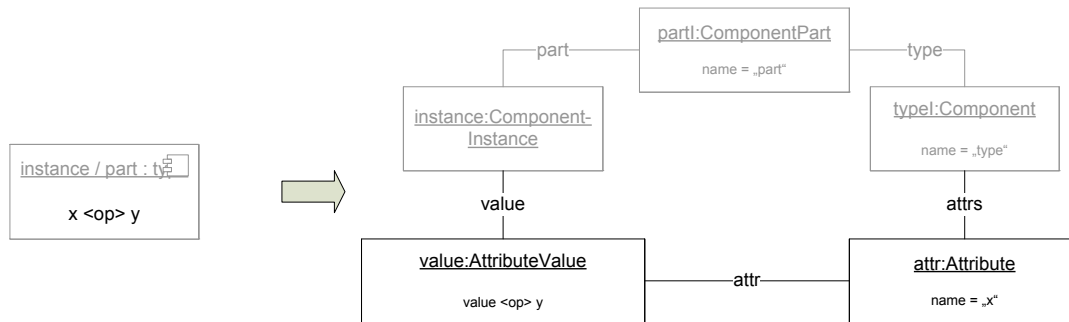 instance / part : ty
x <op> y
part
partI:ComponentPart
name = „part“
type
instance:Component-
Instance
typeI:Component
name = „type“
value
attrs
value:AttributeValue
value <op> y
attr
attr:Attribute
name = „x“